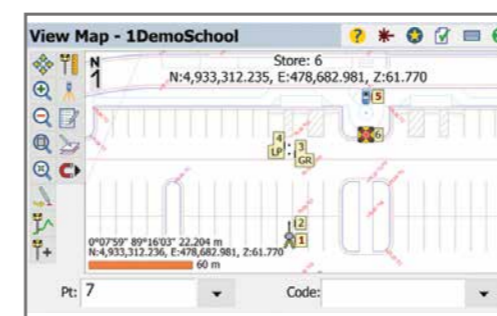 View Map - 1DemoSchool
N
1
Store: 6
N:4,933,312.235, E:478,682.981, Z:61.770
5
6
4
LP
3
GR
2
1
0°07'59" 89°16'03" 22.204 m
N:4,933,312.236, E:478,682.981, Z:61.770
60 m
Pt: 7
Code: